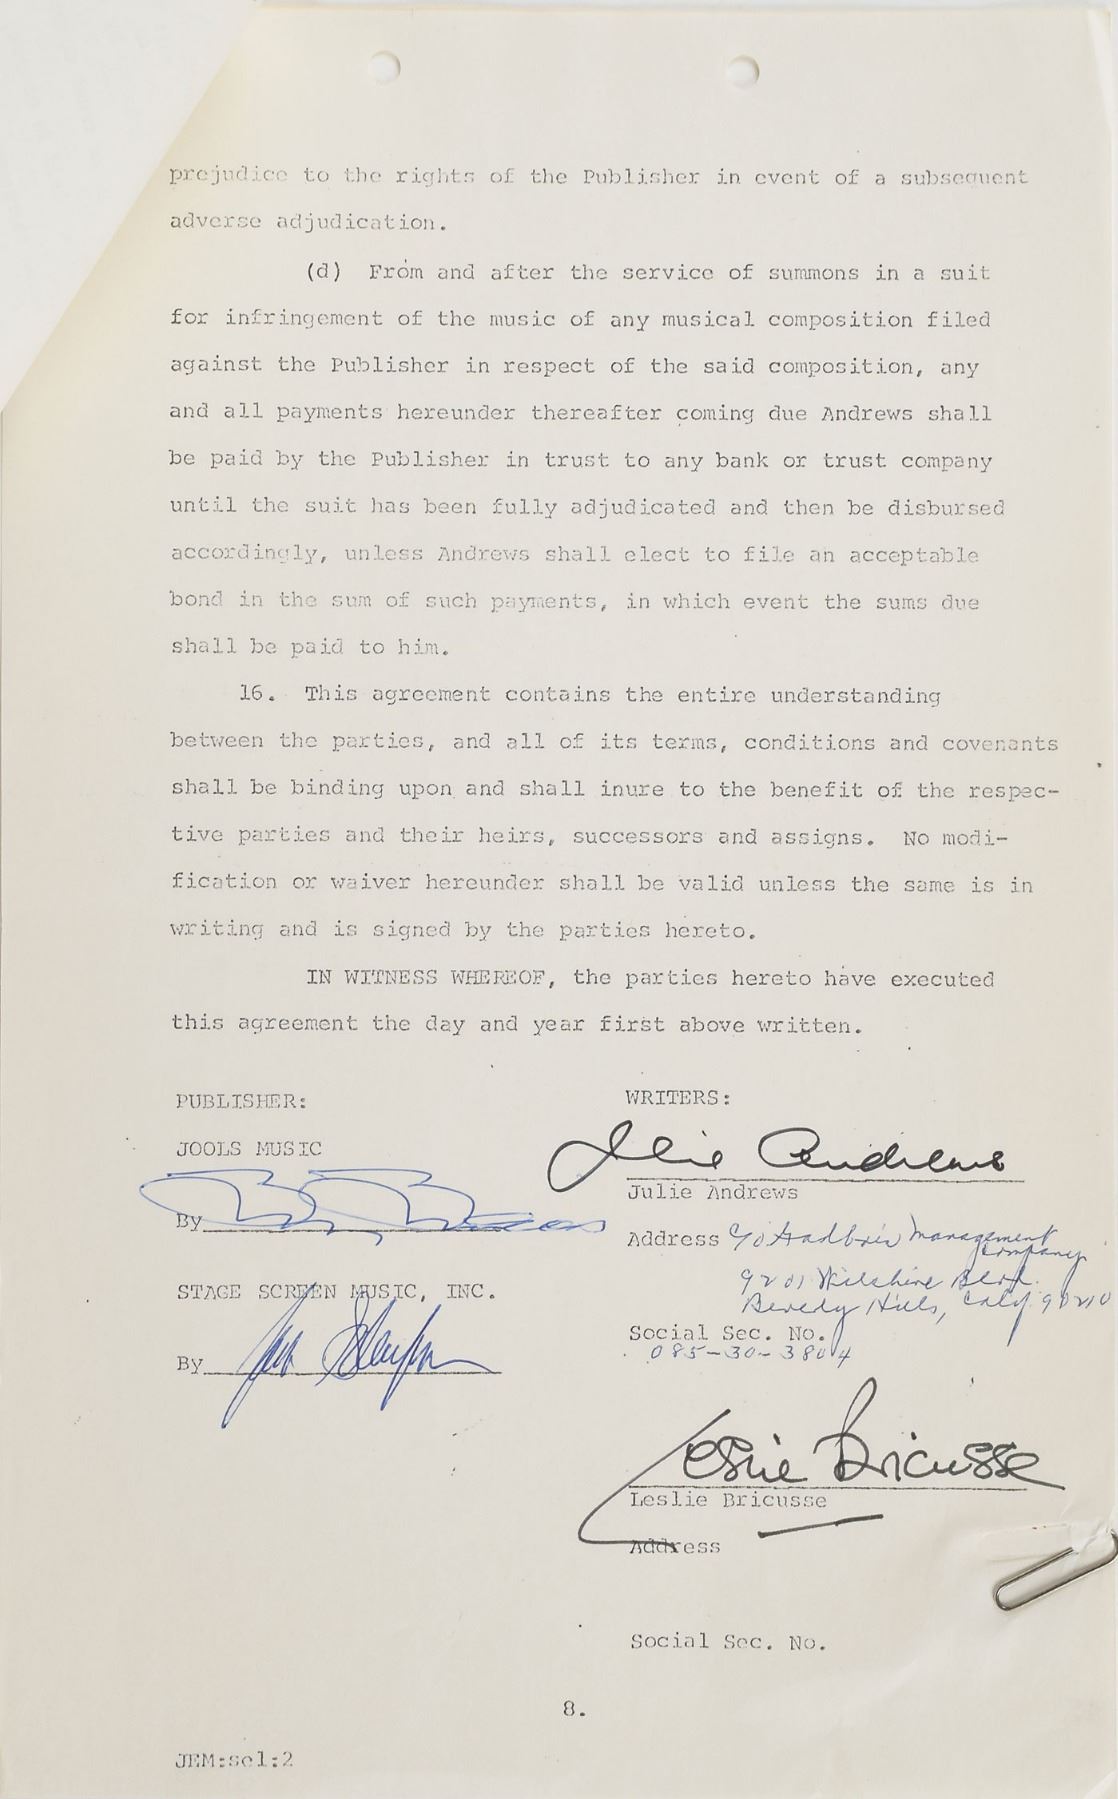 prejudice to the rights of the Publisher in event of a subsequent
adverse adjudication.
(d) From and after the service of summons in a suit
for infringement of the music of any musical composition filed
against the Publisher in respect of the said composition, any
and all payments hereunder thereafter coming due Andrews shall
be paid by the Publisher in trust to any bank or trust company
until the suit has been fully adjudicated and then be disbursed
accordingly, unless Andrews shall elect to file an acceptable
bond in the sum of such payments, in which event the sums due
shall be paid to him.
16. This agreement contains the entire understanding
between the parties, and all of its terms, conditions and covenants
shall be binding upon and shall inure to the benefit of the respec-
tive parties and their heirs, successors and assigns. No modi-
fication or waiver hereunder shall be valid unless the same is in
writing and is signed by the parties hereto.
IN WITNESS WHEREOF, the parties hereto have executed
this agreement the day and year first above written.
PUBLISHER:
JOOLS MUSIC
By
STAGE SCREEN MUSIC, INC.
By
WRITERS:
Julie Andrews
Julie Andrews
Address c/o Management
Company
9201 Wilshire Blvd.
Beverly Hills, Calif. 90210
Social Sec. No.
[Social Security number redacted]
Leslie Bricusse
Leslie Bricusse
Address
Social Sec. No.
8.
JEM:sel:2